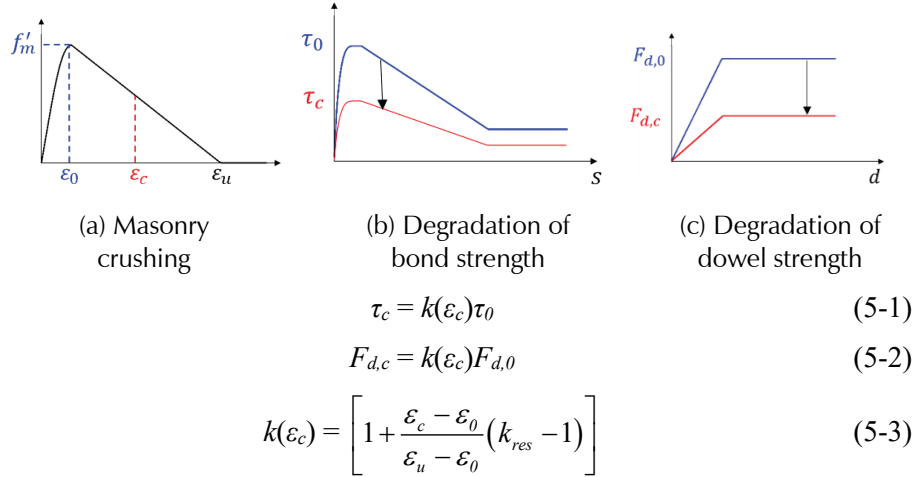 f′m
ε0 εc εu
τ0
τc
S
Fd,0
Fd,c
d
(a) Masonry
crushing
(b) Degradation of
bond strength
(c) Degradation of
dowel strength
τc = k(εc)τ0 (5-1)
Fd,c = k(εc)Fd,0 (5-2)
k(εc) = [1 + (εc − ε0)/(εu − ε0) (kres − 1)] (5-3)